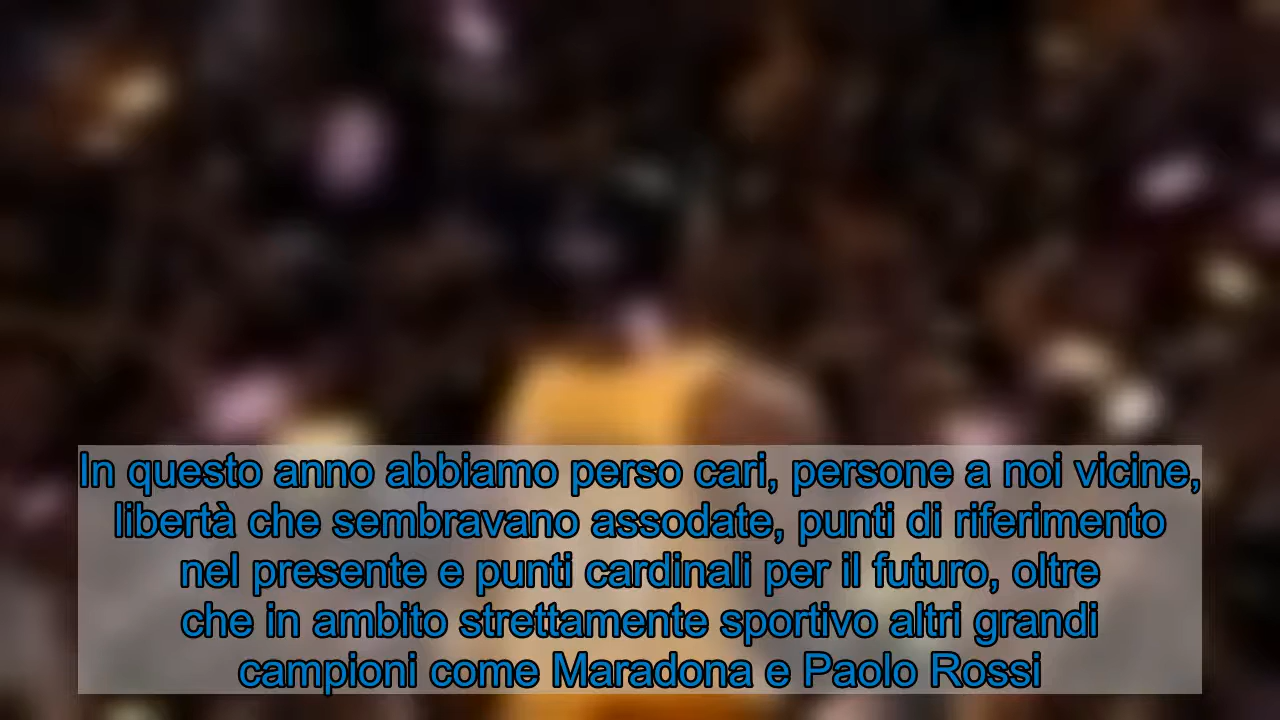 In questo anno abbiamo perso cari, persone a noi vicine,
libertà che sembravano assodate, punti di riferimento
nel presente e punti cardinali per il futuro, oltre
che in ambito strettamente sportivo altri grandi
campioni come Maradona e Paolo Rossi